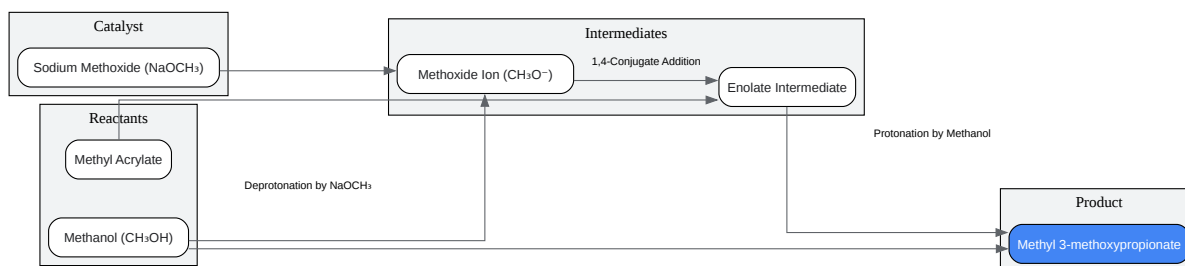 Catalyst
Sodium Methoxide (NaOCH₃)
Intermediates
Methoxide Ion (CH₃O⁻)
1,4-Conjugate Addition
Enolate Intermediate
Reactants
Methyl Acrylate
Methanol (CH₃OH)
Deprotonation by NaOCH₃
Protonation by Methanol
Product
Methyl 3-methoxypropionate